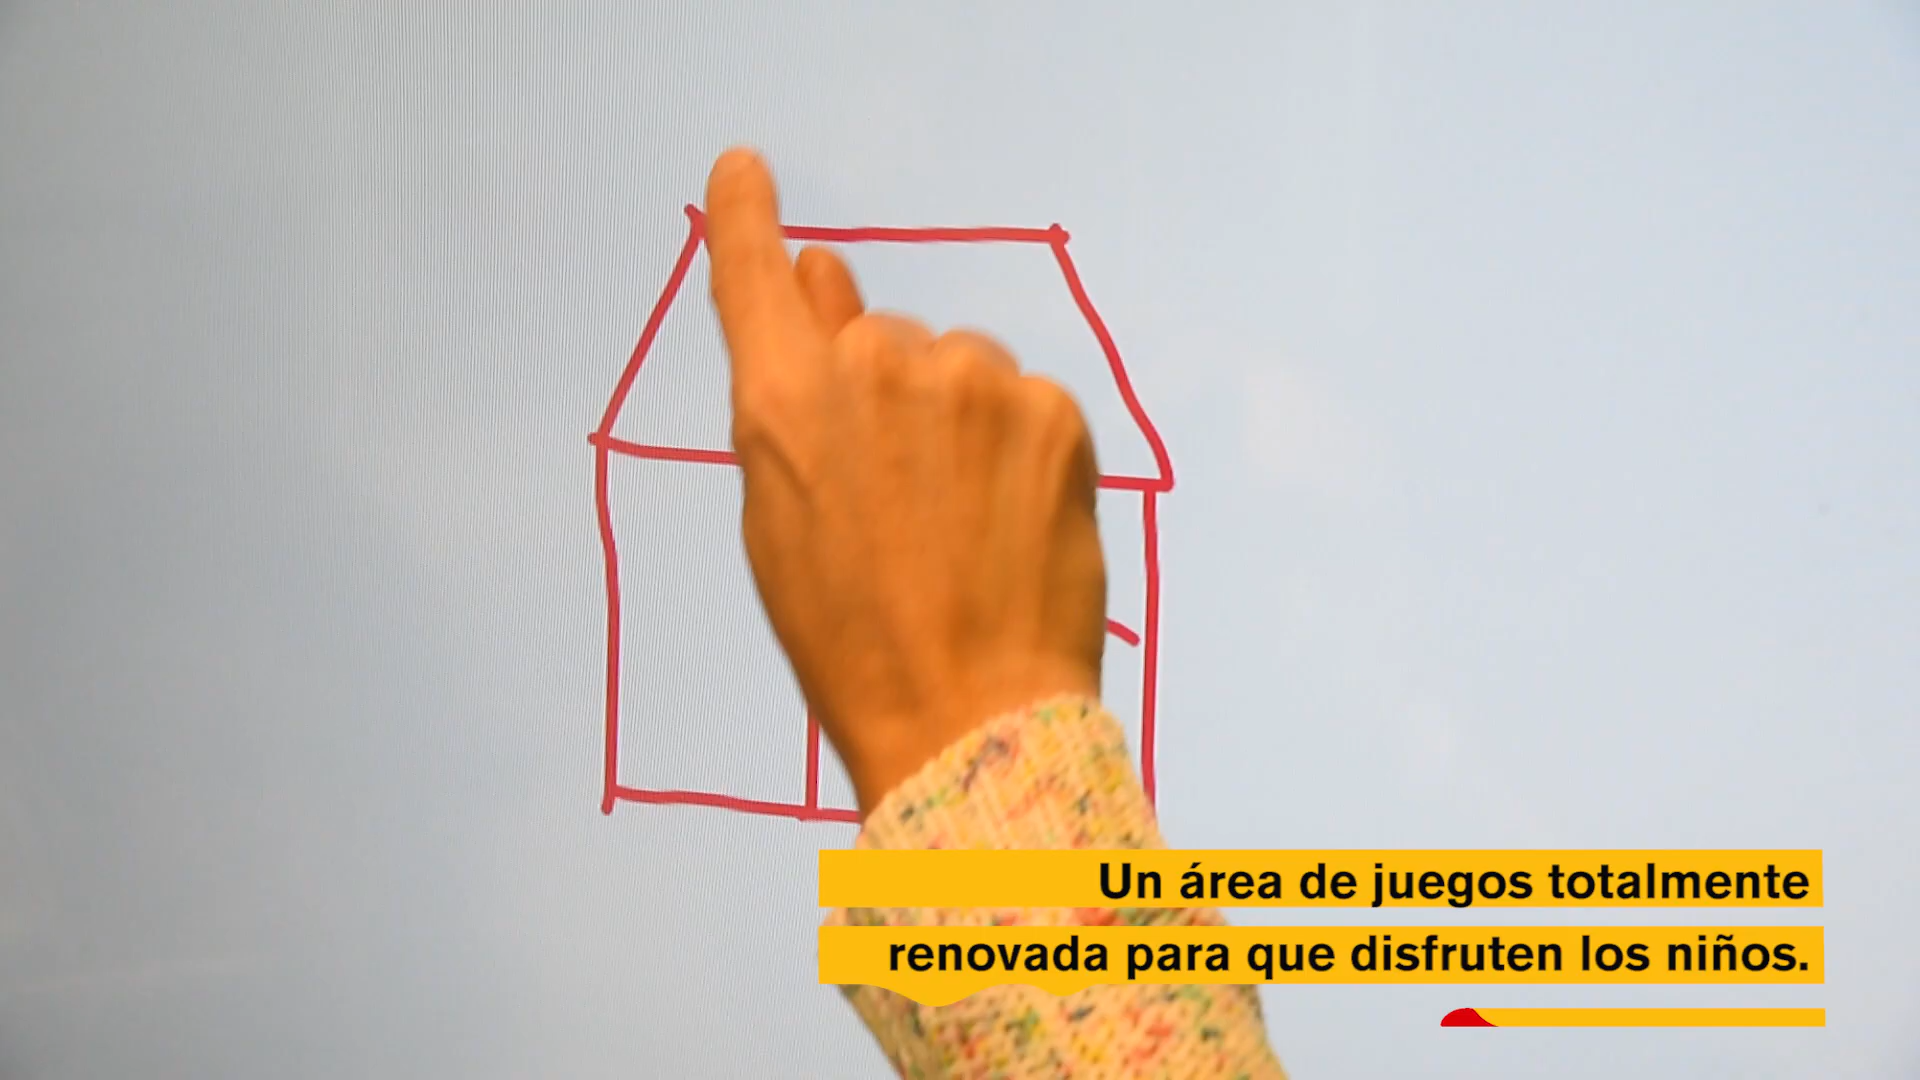 Un área de juegos totalmente
renovada para que disfruten los niños.